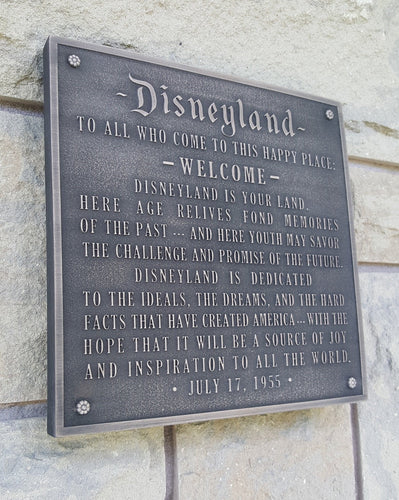 -Disneyland-
TO ALL WHO COME TO THIS HAPPY PLACE:
-WELCOME-
DISNEYLAND IS YOUR LAND.
HERE AGE RELIVES FOND MEMORIES
OF THE PAST --- AND HERE YOUTH MAY SAVOR
THE CHALLENGE AND PROMISE OF THE FUTURE.
DISNEYLAND IS DEDICATED
TO THE IDEALS, THE DREAMS, AND THE HARD
FACTS THAT HAVE CREATED AMERICA --- WITH THE
HOPE THAT IT WILL BE A SOURCE OF JOY
AND INSPIRATION TO ALL THE WORLD.
• JULY 17, 1955 •